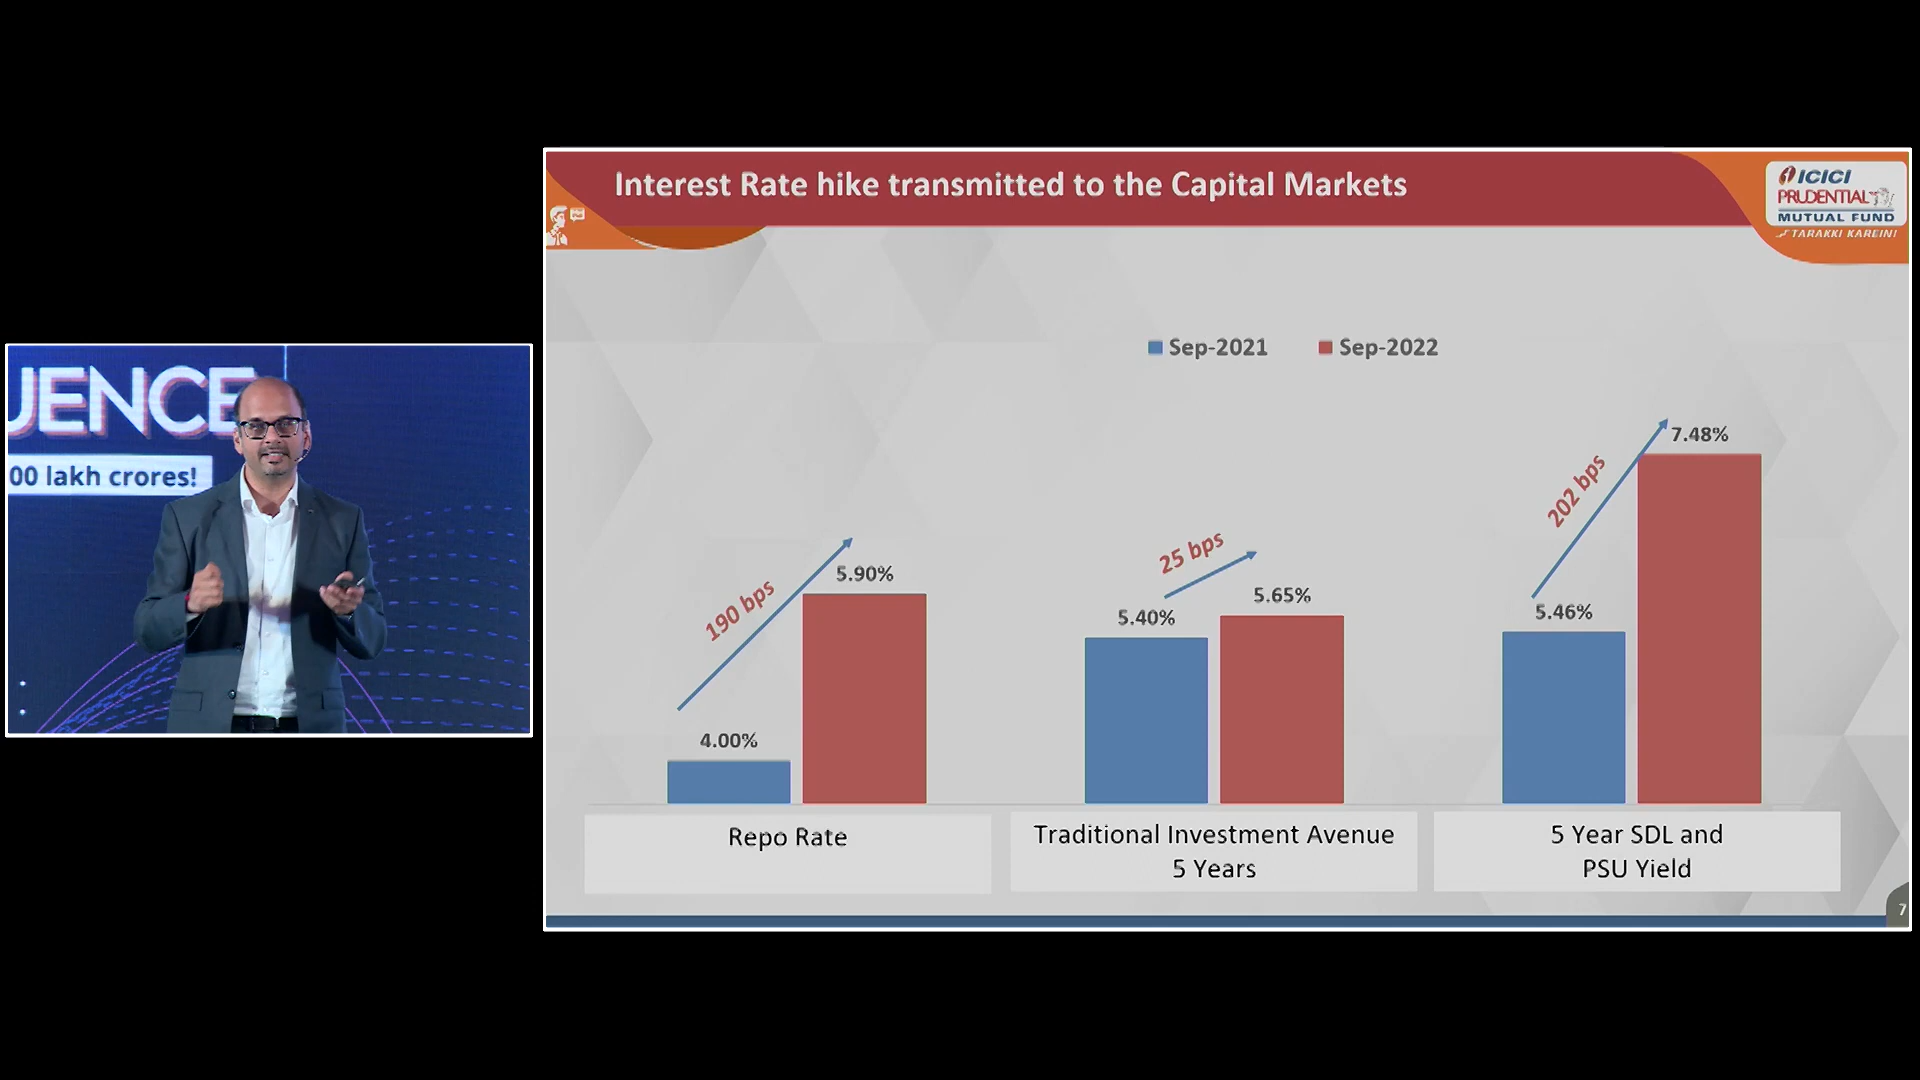 UENCE
00 lakh crores!
Interest Rate hike transmitted to the Capital Markets
ICICI
PRUDENTIAL
MUTUAL FUND
TARAKKI KAREIN!
Sep-2021
Sep-2022
190 bps
4.00%
5.90%
25 bps
5.40%
5.65%
202 bps
5.46%
7.48%
Repo Rate
Traditional Investment Avenue
5 Years
5 Year SDL and
PSU Yield
7